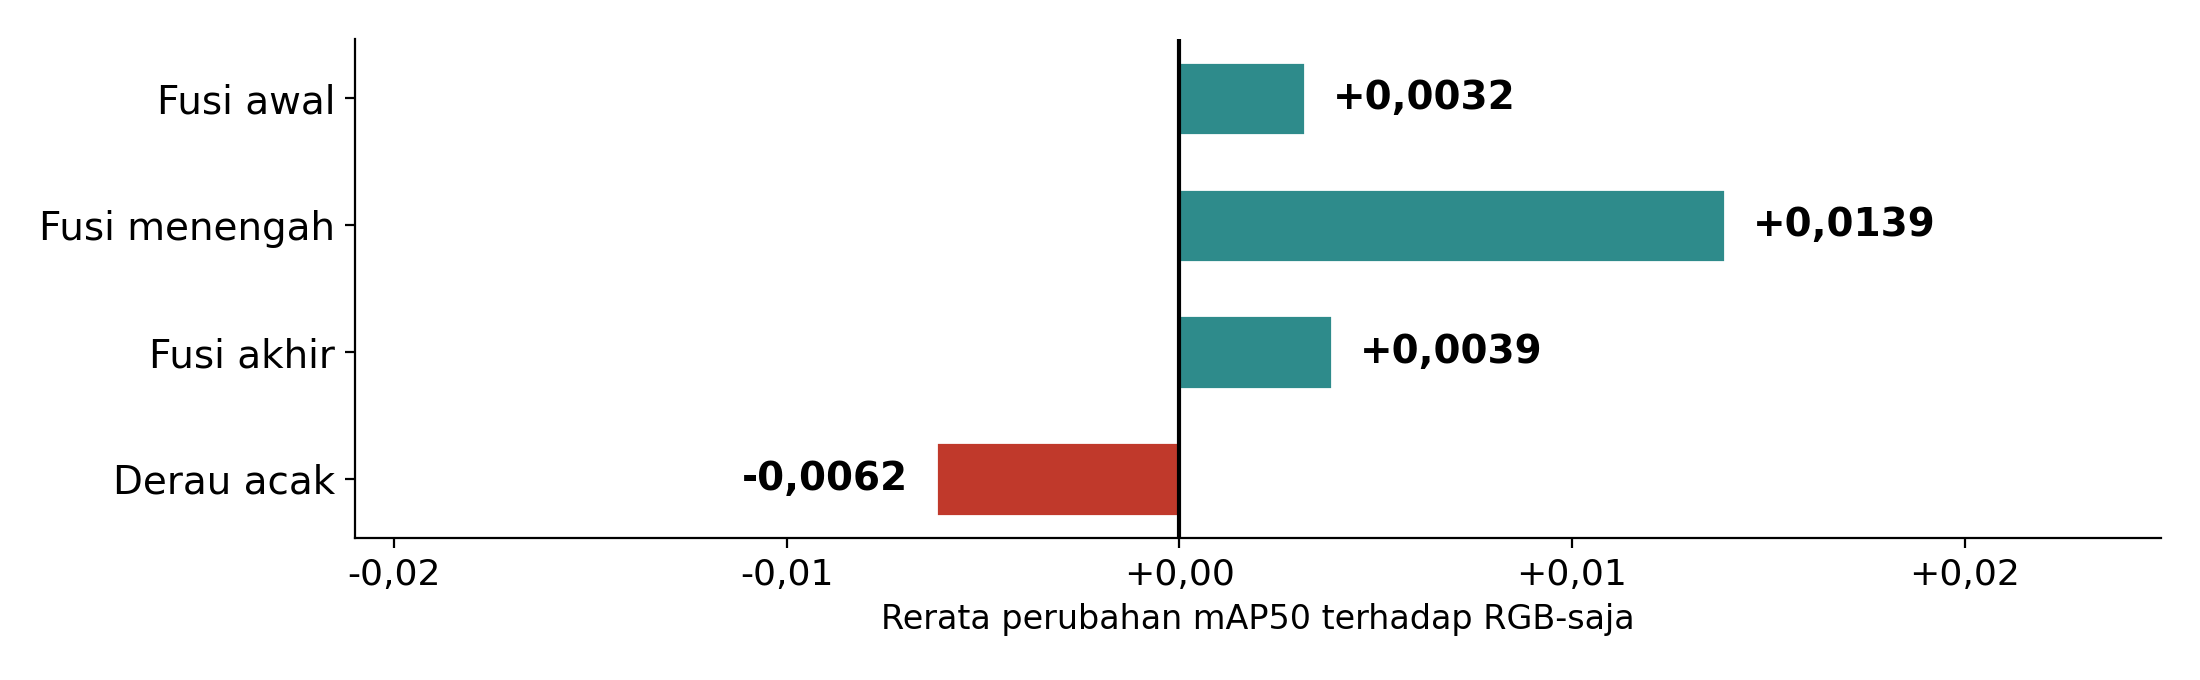 Fusi awal
+0,0032
Fusi menengah
+0,0139
Fusi akhir
+0,0039
Derau acak
-0,0062
-0,02
-0,01
+0,00
+0,01
+0,02
Rerata perubahan mAP50 terhadap RGB-saja